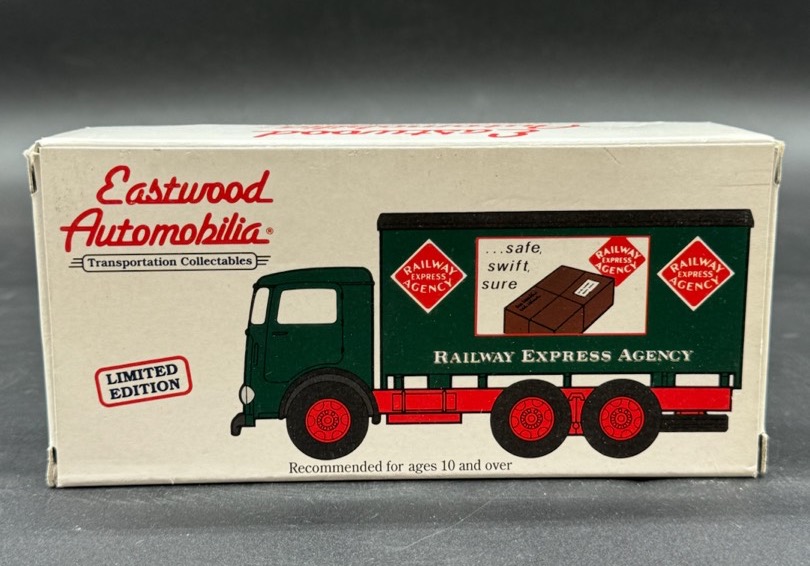 Eastwood
Automobilia®
Transportation Collectables
LIMITED
EDITION
RAILWAY
EXPRESS
AGENCY
...safe,
swift,
sure
RAILWAY
EXPRESS
AGENCY
RAILWAY
EXPRESS
AGENCY
RAILWAY EXPRESS AGENCY
Recommended for ages 10 and over
Eastwood